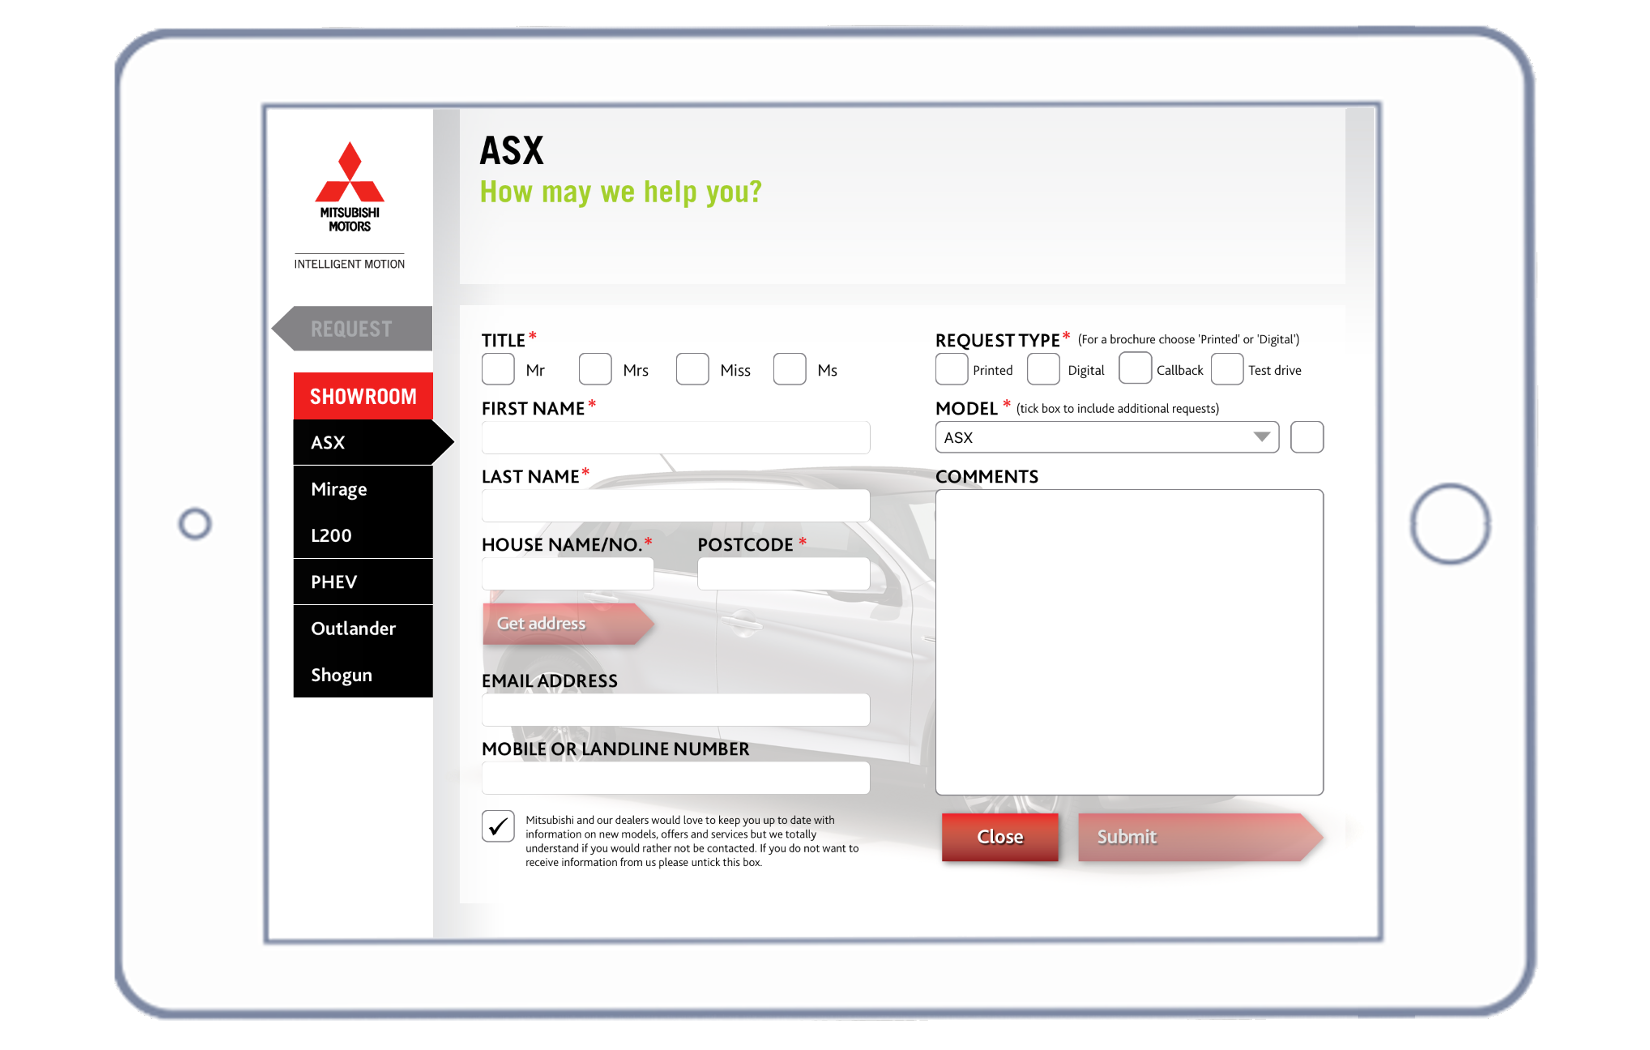 MITSUBISHI
MOTORS
INTELLIGENT MOTION
REQUEST
SHOWROOM
ASX
Mirage
L200
PHEV
Outlander
Shogun
ASX
How may we help you?
TITLE*
Mr Mrs Miss Ms
FIRST NAME*
LAST NAME*
HOUSE NAME/NO.* POSTCODE *
Get address
EMAIL ADDRESS
MOBILE OR LANDLINE NUMBER
Mitsubishi and our dealers would love to keep you up to date with
information on new models, offers and services but we totally
understand if you would rather not be contacted. If you do not want to
receive information from us please untick this box.
REQUEST TYPE* (For a brochure choose 'Printed' or 'Digital')
Printed Digital Callback Test drive
MODEL * (tick box to include additional requests)
ASX
COMMENTS
Close Submit